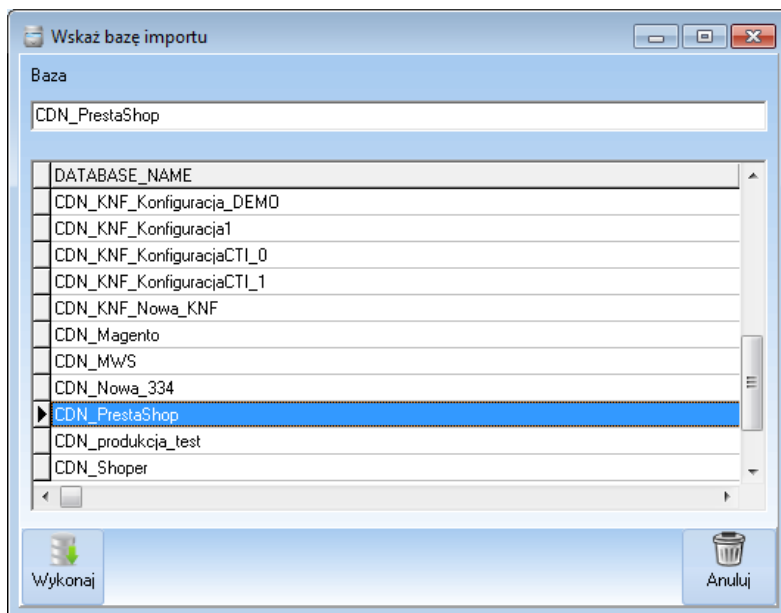 Wskaż bazę importu
Baza
CDN_PrestaShop
DATABASE_NAME
CDN_KNF_Konfiguracja_DEMO
CDN_KNF_Konfiguracja1
CDN_KNF_KonfiguracjaCTI_0
CDN_KNF_KonfiguracjaCTI_1
CDN_KNF_Nowa_KNF
CDN_Magento
CDN_MWS
CDN_Nowa_334
CDN_PrestaShop
CDN_produkcja_test
CDN_Shoper
Wykonaj
Anuluj